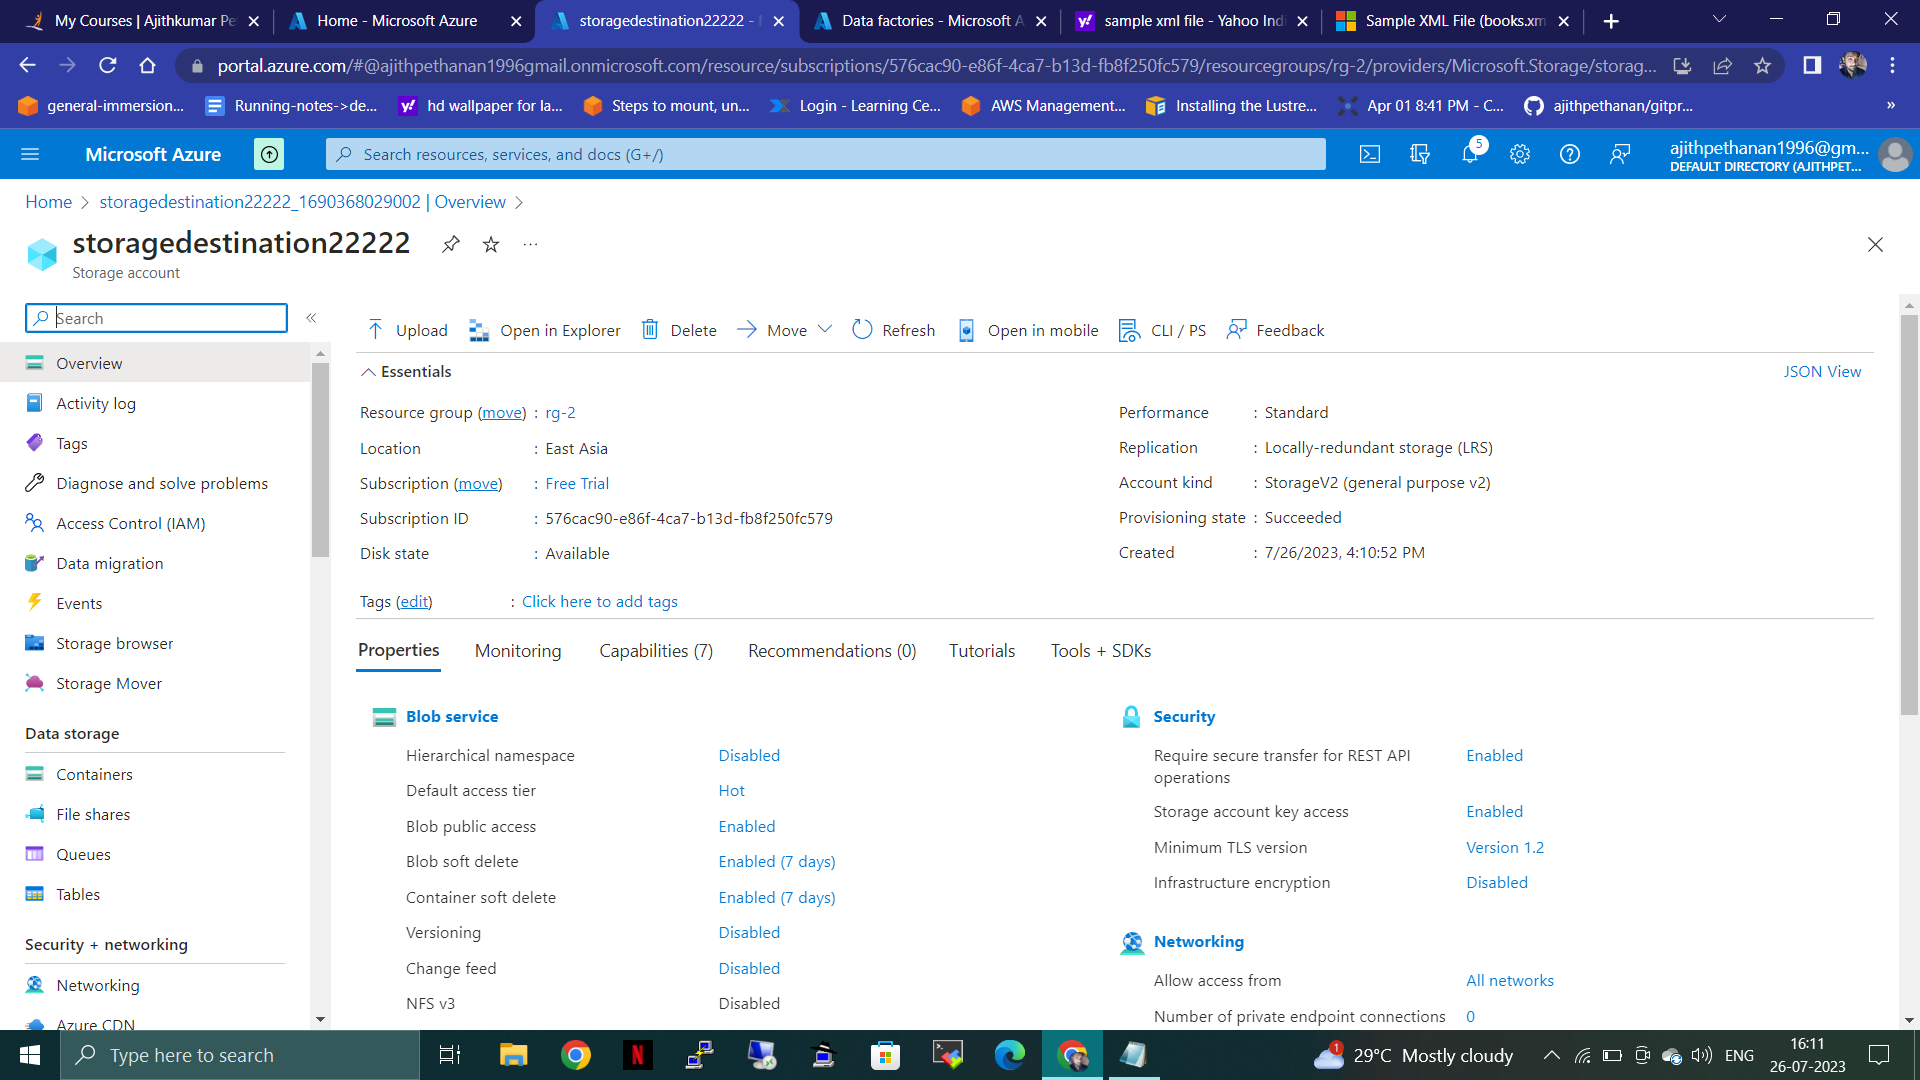 My Courses | Ajithkumar Pe
Home - Microsoft Azure
storagedestination22222 - M
Data factories - Microsoft A
sample xml file - Yahoo Indi
Sample XML File (books.xm
portal.azure.com/#@ajithpethanan1996gmail.onmicrosoft.com/resource/subscriptions/576cac90-e86f-4ca7-b13d-fb8f250fc579/resourcegroups/rg-2/providers/Microsoft.Storage/storag...
general-immersion...
Running-notes->de...
hd wallpaper for la...
Steps to mount, un...
Login - Learning Ce...
AWS Management...
Installing the Lustre...
Apr 01 8:41 PM - C...
ajithpethanan/gitpr...
»
Microsoft Azure
Search resources, services, and docs (G+/)
5
ajithpethanan1996@gm...
DEFAULT DIRECTORY (AJITHPET...
Home > storagedestination22222_1690368029002 | Overview >
storagedestination22222
...
Storage account
Search
«
Upload
Open in Explorer
Delete
Move
Refresh
Open in mobile
CLI / PS
Feedback
Overview
Activity log
Tags
Diagnose and solve problems
Access Control (IAM)
Data migration
Events
Storage browser
Storage Mover
Data storage
Containers
File shares
Queues
Tables
Security + networking
Networking
Azure CDN
Essentials
JSON View
Resource group (move) : rg-2
Location : East Asia
Subscription (move) : Free Trial
Subscription ID : 576cac90-e86f-4ca7-b13d-fb8f250fc579
Disk state : Available
Performance : Standard
Replication : Locally-redundant storage (LRS)
Account kind : StorageV2 (general purpose v2)
Provisioning state : Succeeded
Created : 7/26/2023, 4:10:52 PM
Tags (edit) : Click here to add tags
Properties
Monitoring
Capabilities (7)
Recommendations (0)
Tutorials
Tools + SDKs
Blob service
Hierarchical namespace Disabled
Default access tier Hot
Blob public access Enabled
Blob soft delete Enabled (7 days)
Container soft delete Enabled (7 days)
Versioning Disabled
Change feed Disabled
NFS v3 Disabled
Security
Require secure transfer for REST API Enabled
operations
Storage account key access Enabled
Minimum TLS version Version 1.2
Infrastructure encryption Disabled
Networking
Allow access from All networks
Number of private endpoint connections 0
Type here to search
N
1
29°C Mostly cloudy
ENG
16:11
26-07-2023